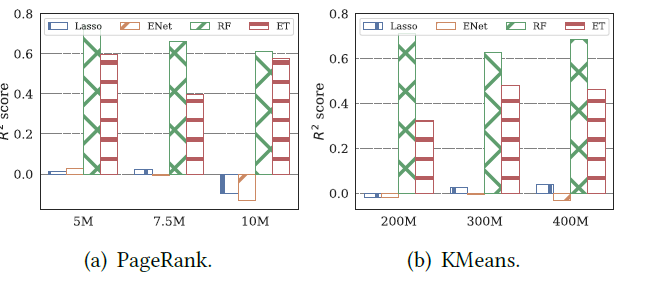 Lasso ENet RF ET
0.8
0.6
0.4
0.2
0.0
R² score
5M 7.5M 10M
(a) PageRank.
Lasso ENet RF ET
0.8
0.6
0.4
0.2
0.0
R² score
200M 300M 400M
(b) KMeans.